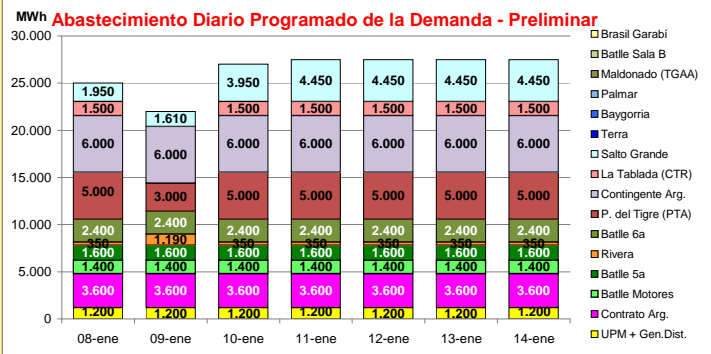 MWh Abastecimiento Diario Programado de la Demanda - Preliminar
30.000
25.000
20.000
15.000
10.000
5.000
0
1.950 1.610 3.950 4.450 4.450 4.450 4.450
1.500 1.500 1.500 1.500 1.500 1.500
6.000 6.000 6.000 6.000 6.000 6.000 6.000
5.000 3.000 5.000 5.000 5.000 5.000 5.000
2.400 2.400 2.400 2.400 2.400 2.400 2.400
350 1.190 350 350 350 350 350
1.600 1.600 1.600 1.600 1.600 1.600 1.600
1.400 1.400 1.400 1.400 1.400 1.400 1.400
3.600 3.600 3.600 3.600 3.600 3.600 3.600
1.200 1.200 1.200 1.200 1.200 1.200 1.200
08-ene 09-ene 10-ene 11-ene 12-ene 13-ene 14-ene
Brasil Garabí
Batlle Sala B
Maldonado (TGAA)
Palmar
Baygorria
Terra
Salto Grande
La Tablada (CTR)
Contingente Arg.
P. del Tigre (PTA)
Batlle 6a
Rivera
Batlle 5a
Batlle Motores
Contrato Arg.
UPM + Gen.Dist.